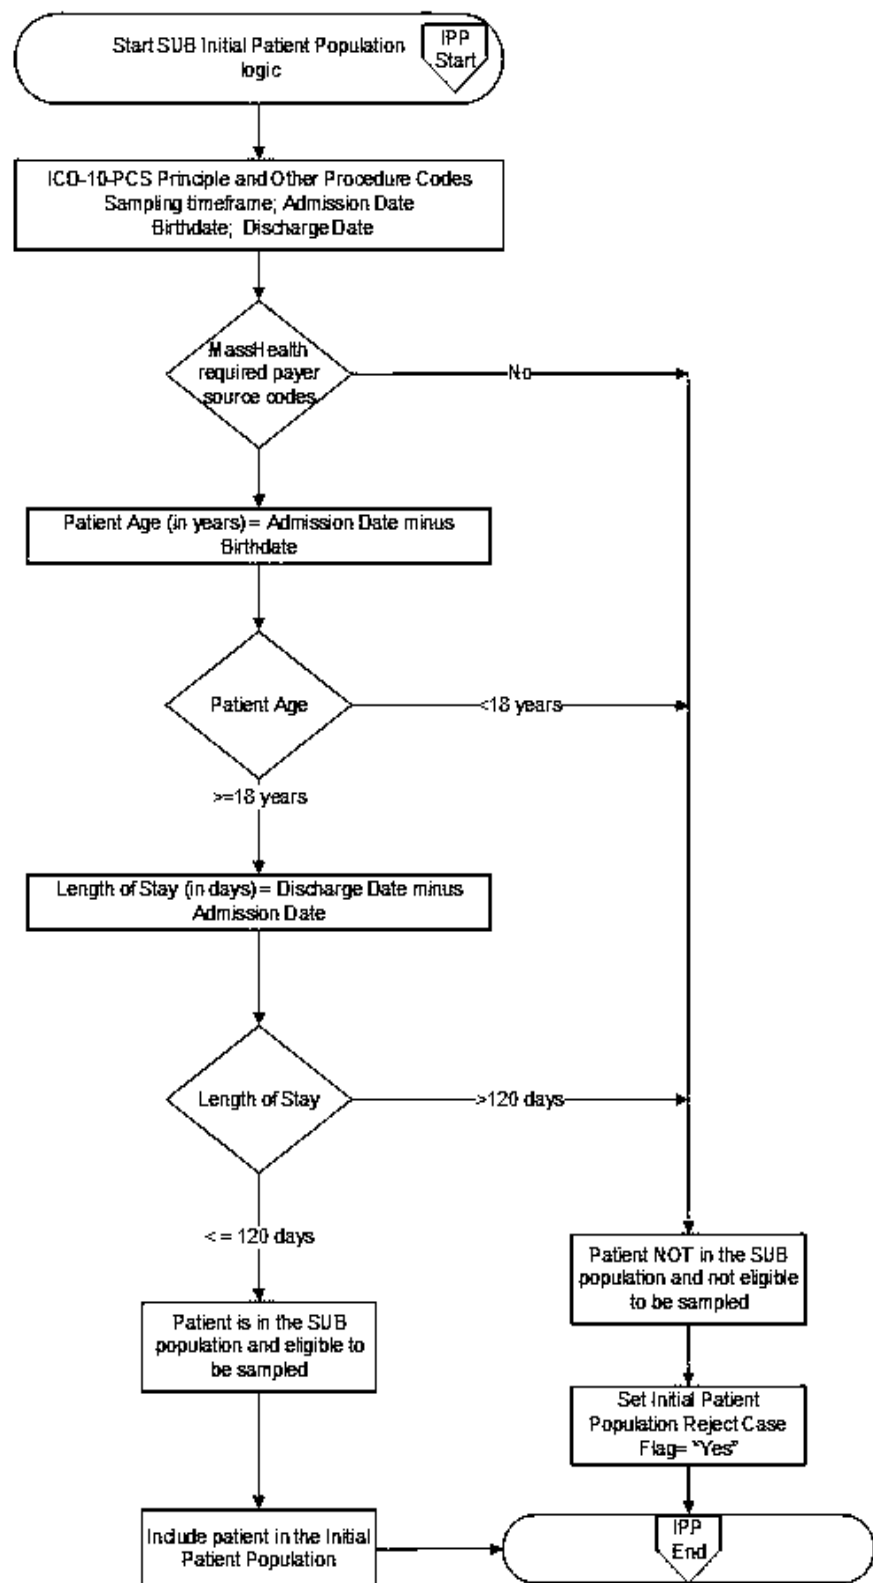 Start SUB Initial Patient Population
logic
IPP
Start
ICO-10-PCS Principle and Other Procedure Codes
Sampling timeframe; Admission Date
Birthdate; Discharge Date
MassHealth
required payer
source codes
No
Patient Age (in years) = Admission Date minus
Birthdate
Patient Age
<18 years
>=18 years
Length of Stay (in days) = Discharge Date minus
Admission Date
Length of Stay
>120 days
< = 120 days
Patient NOT in the SUB
population and not eligible
to be sampled
Patient is in the SUB
population and eligible to
be sampled
Set Initial Patient
Population Reject Case
Flag= "Yes"
Include patient in the Initial
Patient Population
IPP
End